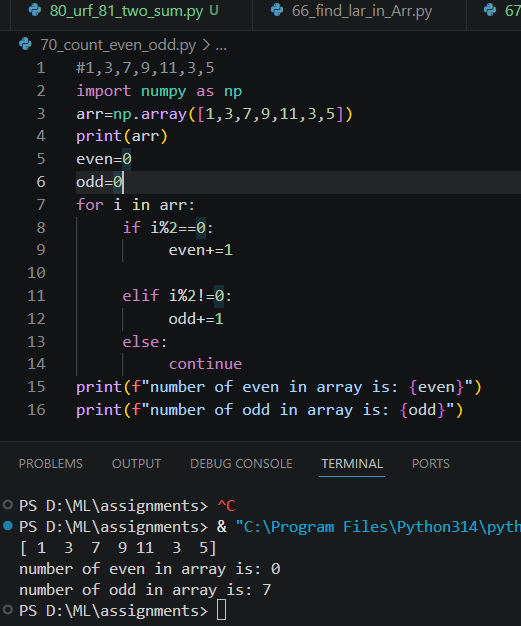 80_urf_81_two_sum.py U 66_find_lar_in_Arr.py 67
70_count_even_odd.py > ...
1 #1,3,7,9,11,3,5
2 import numpy as np
3 arr=np.array([1,3,7,9,11,3,5])
4 print(arr)
5 even=0
6 odd=0
7 for i in arr:
8 if i%2==0:
9 even+=1
10
11 elif i%2!=0:
12 odd+=1
13 else:
14 continue
15 print(f"number of even in array is: {even}")
16 print(f"number of odd in array is: {odd}")
PROBLEMS OUTPUT DEBUG CONSOLE TERMINAL PORTS
PS D:\ML\assignments> ^C
PS D:\ML\assignments> & "C:\Program Files\Python314\pyth
[ 1 3 7 9 11 3 5]
number of even in array is: 0
number of odd in array is: 7
PS D:\ML\assignments>